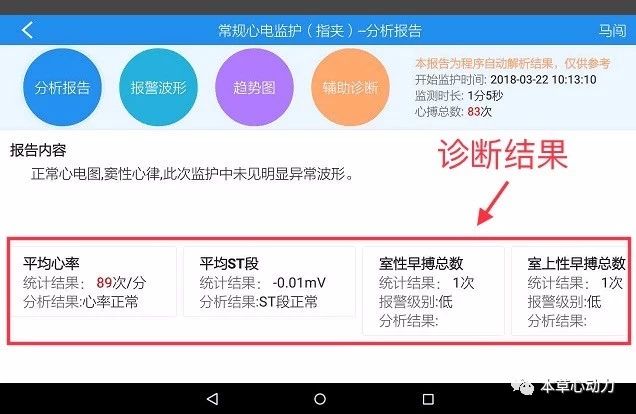 常规心电监护（指夹）–分析报告
马闯
分析报告
报警波形
趋势图
辅助诊断
本报告为程序自动解析结果，仅供参考
开始监护时间: 2018-03-22 10:13:10
监测时长: 1分5秒
心搏总数: 83次
报告内容
正常心电图,窦性心律,此次监护中未见明显异常波形。
诊断结果
平均心率
统计结果： 89次/分
分析结果:心率正常
平均ST段
统计结果： -0.01mV
分析结果:ST段正常
室性早搏总数
统计结果： 1次
报警级别:低
分析结果:
室上性早搏总数
统计结果： 1次
报警级别:低
分析结果:
本草心动力